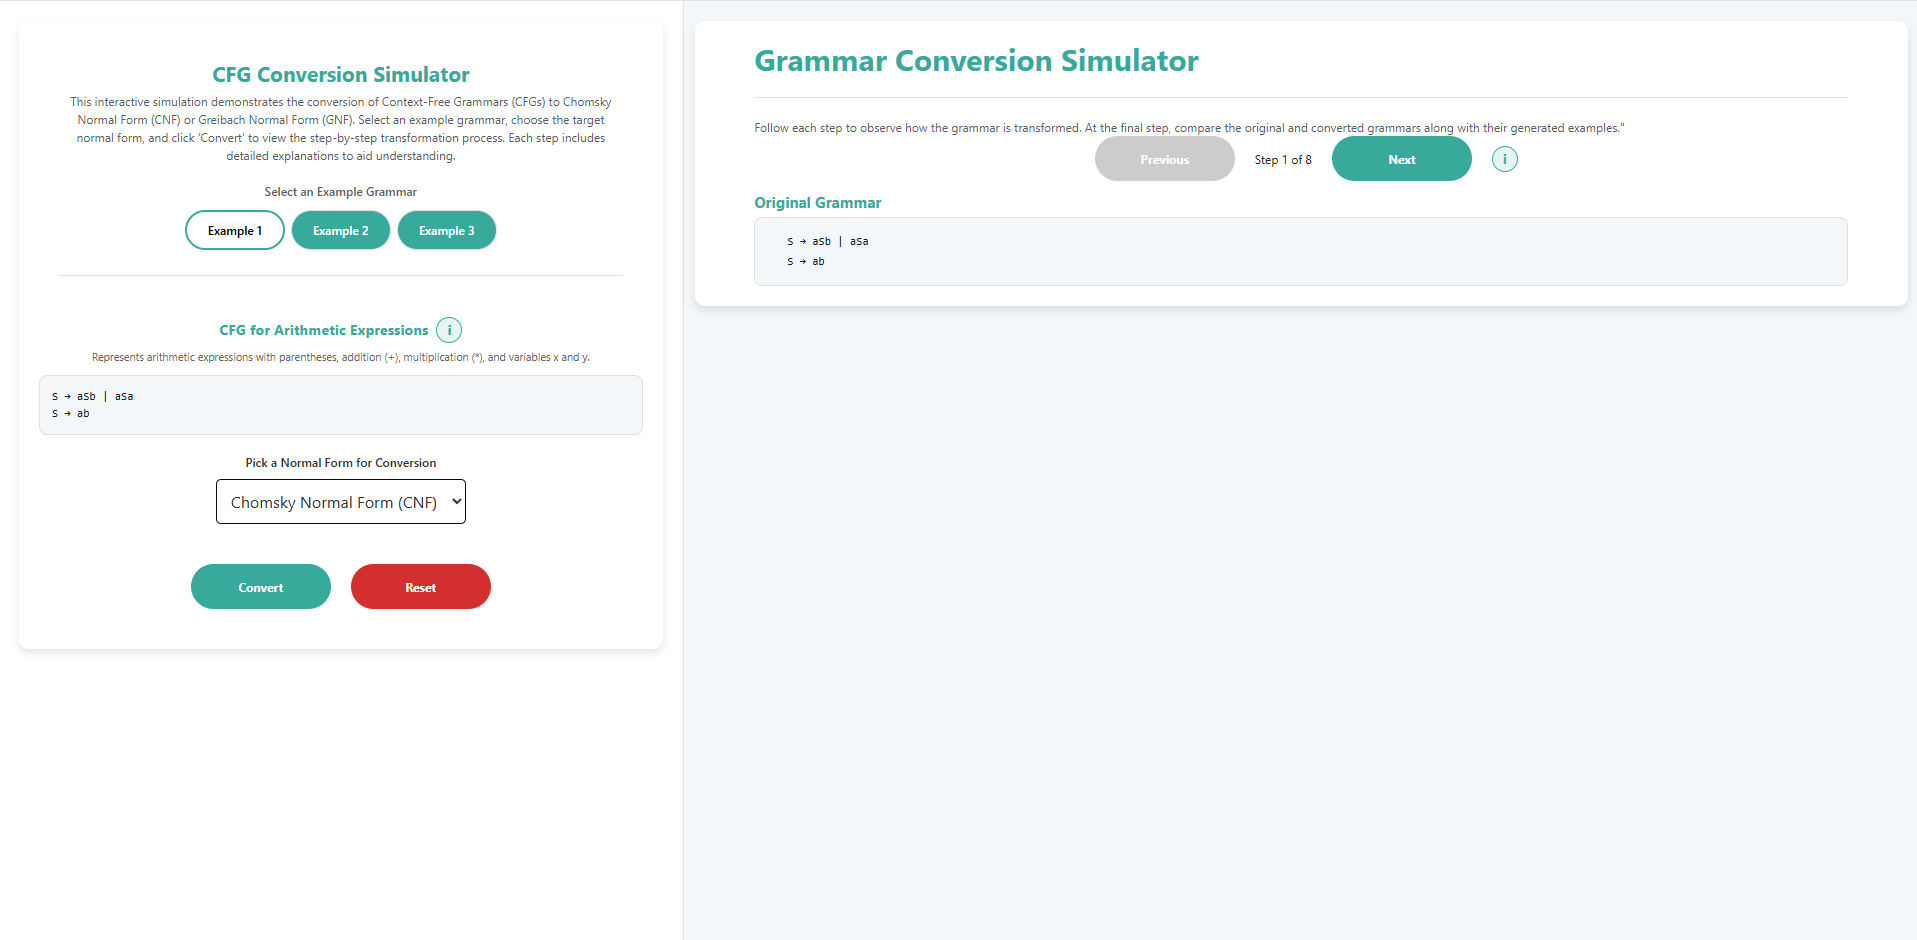 CFG Conversion Simulator
This interactive simulation demonstrates the conversion of Context-Free Grammars (CFGs) to Chomsky
Normal Form (CNF) or Greibach Normal Form (GNF). Select an example grammar, choose the target
normal form, and click 'Convert' to view the step-by-step transformation process. Each step includes
detailed explanations to aid understanding.
Select an Example Grammar
Example 1 Example 2 Example 3
CFG for Arithmetic Expressions i
Represents arithmetic expressions with parentheses, addition (+), multiplication (*), and variables x and y.
S → aSb | aSa
S → ab
Pick a Normal Form for Conversion
Chomsky Normal Form (CNF)
Convert Reset
Grammar Conversion Simulator
Follow each step to observe how the grammar is transformed. At the final step, compare the original and converted grammars along with their generated examples."
Previous Step 1 of 8 Next i
Original Grammar
S → aSb | aSa
S → ab